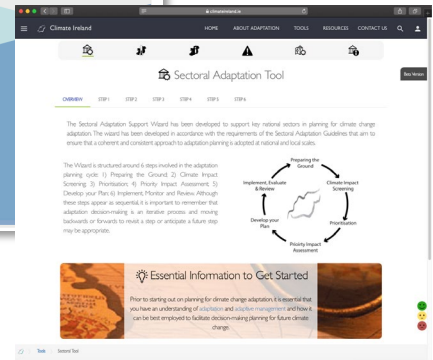 climateireland.ie
Climate Ireland
HOME ABOUT ADAPTATION TOOLS RESOURCES CONTACT US
Sectoral Adaptation Tool
Beta Version
OVERVIEW STEP 1 STEP 2 STEP 3 STEP 4 STEP 5 STEP 6
The Sectoral Adaptation Support Wizard has been developed to support key national sectors in planning for climate change
adaptation. The wizard has been developed in accordance with the requirements of the Sectoral Adaptation Guidelines that aim to
ensure that a coherent and consistent approach to adaptation planning is adopted at national and local scales.
The Wizard is structured around 6 steps involved in the adaptation
planning cycle: 1) Preparing the Ground; 2) Climate Impact
Screening; 3) Prioritisation; 4) Priority Impact Assessment; 5)
Develop your Plan; 6) Implement, Monitor and Review. Although
these steps appear as sequential, it is important to remember that
adaptation decision-making is an iterative process and moving
backwards or forwards to revisit a step or anticipate a future step
may be appropriate.
Preparing the
Ground
Climate Impact
Screening
Prioritisation
Priority Impact
Assessment
Develop your
Plan
Implement, Evaluate
& Review
Essential Information to Get Started
Prior to starting out on planning for climate change adaptation, it is essential that
you have an understanding of adaptation and adaptive management and how it
can be best employed to facilitate decision-making planning for future climate
change.
Tools Sectoral Tool